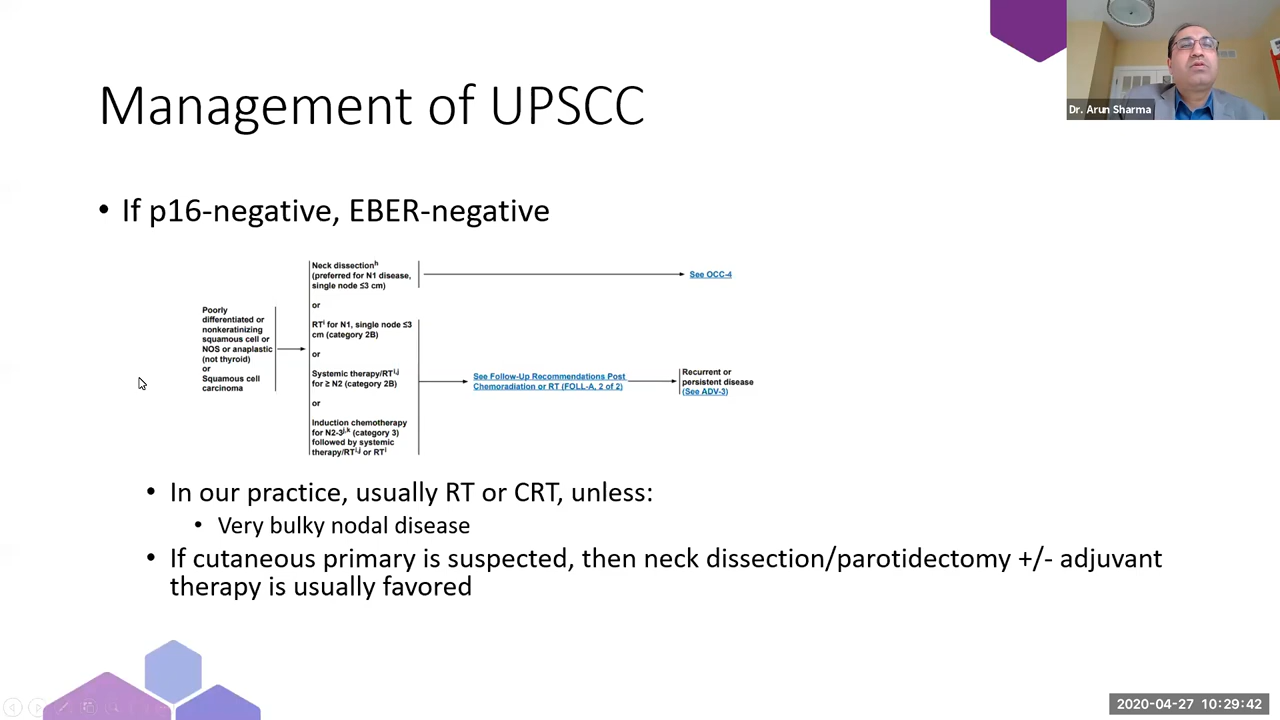 Dr. Arun Sharma
Management of UPSCC
• If p16-negative, EBER-negative
Poorly
differentiated or
nonkeratinizing
squamous cell or
NOS or anaplastic
(not thyroid)
or
Squamous cell
carcinoma
Neck dissectionʰ
(preferred for N1 disease,
single node ≤3 cm)
or
RTⁱ for N1, single node ≤3
cm (category 2B)
or
Systemic therapy/RTⁱ,ʲ
for ≥ N2 (category 2B)
or
Induction chemotherapy
for N2-3ʲ,ᵏ (category 3)
followed by systemic
therapy/RTⁱ,ʲ or RTⁱ
See OCC-4
See Follow-Up Recommendations Post
Chemoradiation or RT (FOLL-A, 2 of 2)
Recurrent or
persistent disease
(See ADV-3)
• In our practice, usually RT or CRT, unless:
• Very bulky nodal disease
• If cutaneous primary is suspected, then neck dissection/parotidectomy +/- adjuvant
therapy is usually favored
2020-04-27 10:29:42